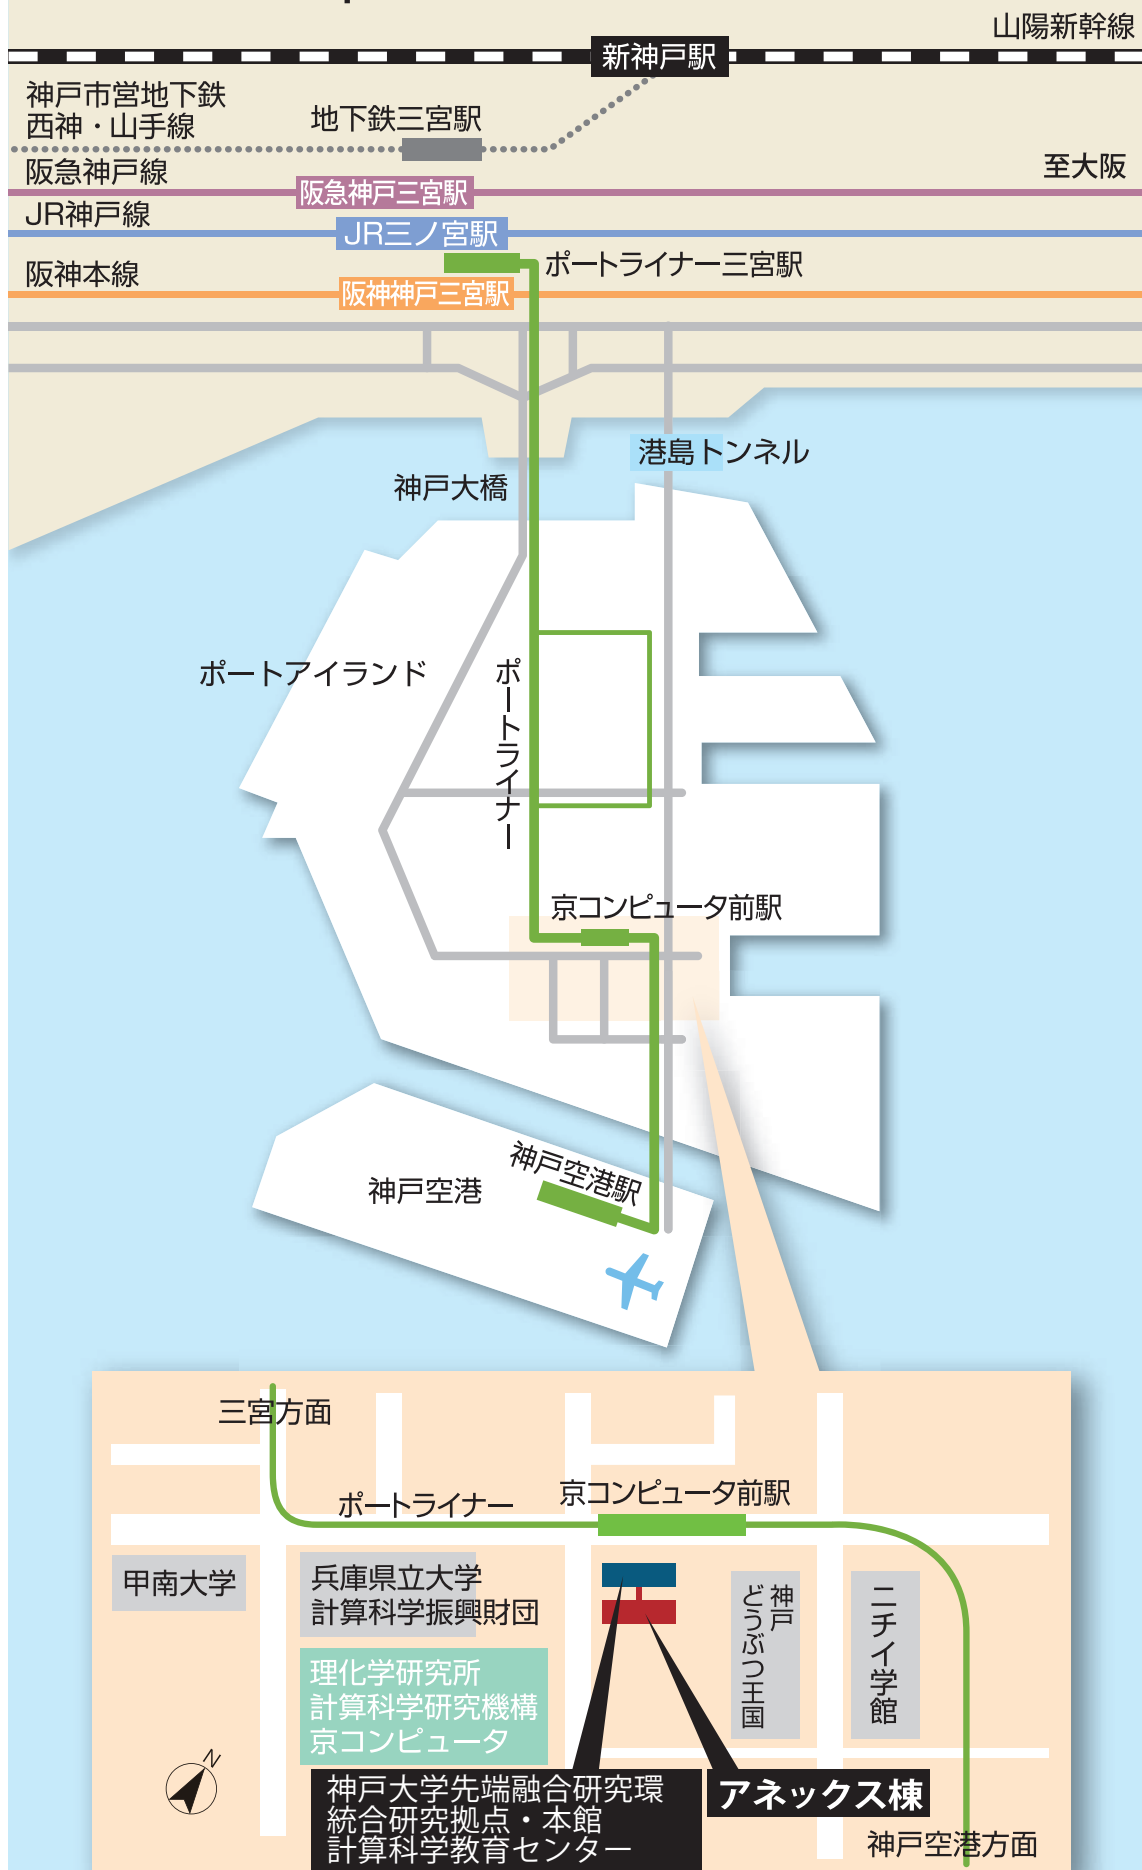 山陽新幹線
新神戸駅
神戸市営地下鉄
西神・山手線
地下鉄三宮駅
至大阪
阪急神戸線
阪急神戸三宮駅
JR神戸線
JR三ノ宮駅
ポートライナー三宮駅
阪神本線
阪神神戸三宮駅
港島トンネル
神戸大橋
ポートアイランド
ポートライナー
京コンピュータ前駅
神戸空港駅
神戸空港
三宮方面
京コンピュータ前駅
ポートライナー
甲南大学
兵庫県立大学
計算科学振興財団
神戸
どうぶつ王国
ニチイ学館
理化学研究所
計算科学研究機構
京コンピュータ
N
神戸大学先端融合研究環
統合研究拠点・本館
計算科学教育センター
アネックス棟
神戸空港方面